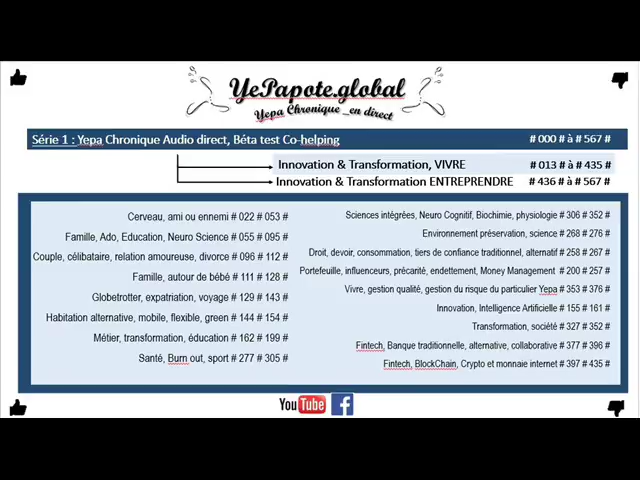 YePapote.global
Yepa Chronique _en direct
Série 1 : Yepa Chronique Audio direct, Béta test Co-helping # 000 # à # 567 #
Innovation & Transformation, VIVRE # 013 # à # 435 #
Innovation & Transformation ENTREPRENDRE # 436 # à # 567 #
Cerveau, ami ou ennemi # 022 # 053 #
Famille, Ado, Education, Neuro Science # 055 # 095 #
Couple, célibataire, relation amoureuse, divorce # 096 # 112 #
Famille, autour de bébé # 111 # 128 #
Globetrotter, expatriation, voyage # 129 # 143 #
Habitation alternative, mobile, flexible, green # 144 # 154 #
Métier, transformation, éducation # 162 # 199 #
Santé, Burn out, sport # 277 # 305 #
Sciences intégrées, Neuro Cognitif, Biochimie, physiologie # 306 # 352 #
Environnement préservation, science # 268 # 276 #
Droit, devoir, consommation, tiers de confiance traditionnel, alternatif # 258 # 267 #
Portefeuille, influenceurs, précarité, endettement, Money Management # 200 # 257 #
Vivre, gestion qualité, gestion du risque du particulier Yepa # 353 # 376 #
Innovation, Intelligence Artificielle # 155 # 161 #
Transformation, société # 327 # 352 #
Fintech, Banque traditionnelle, alternative, collaborative # 377 # 396 #
Fintech, BlockChain, Crypto et monnaie internet # 397 # 435 #
YouTube f